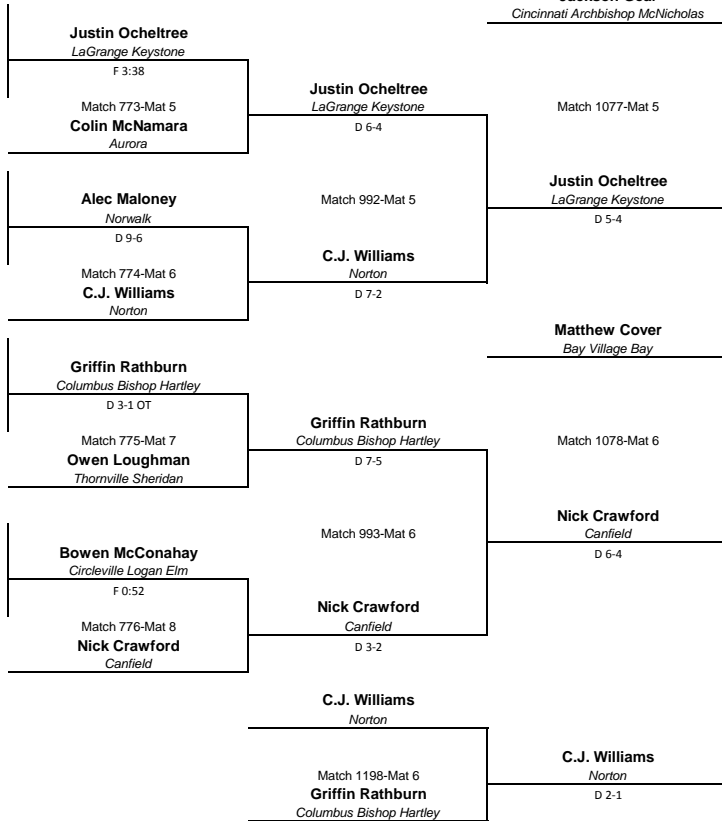 Justin Ocheltree
LaGrange Keystone
F 3:38
Match 773-Mat 5
Colin McNamara
Aurora
Alec Maloney
Norwalk
D 9-6
Match 774-Mat 6
C.J. Williams
Norton
Griffin Rathburn
Columbus Bishop Hartley
D 3-1 OT
Match 775-Mat 7
Owen Loughman
Thornville Sheridan
Bowen McConahay
Circleville Logan Elm
F 0:52
Match 776-Mat 8
Nick Crawford
Canfield
Justin Ocheltree
LaGrange Keystone
D 6-4
Match 992-Mat 5
C.J. Williams
Norton
D 7-2
Griffin Rathburn
Columbus Bishop Hartley
D 7-5
Match 993-Mat 6
Nick Crawford
Canfield
D 3-2
C.J. Williams
Norton
Match 1198-Mat 6
Griffin Rathburn
Columbus Bishop Hartley
Jackson
Cincinnati Archbishop McNicholas
Match 1077-Mat 5
Justin Ocheltree
LaGrange Keystone
D 5-4
Matthew Cover
Bay Village Bay
Match 1078-Mat 6
Nick Crawford
Canfield
D 6-4
C.J. Williams
Norton
D 2-1